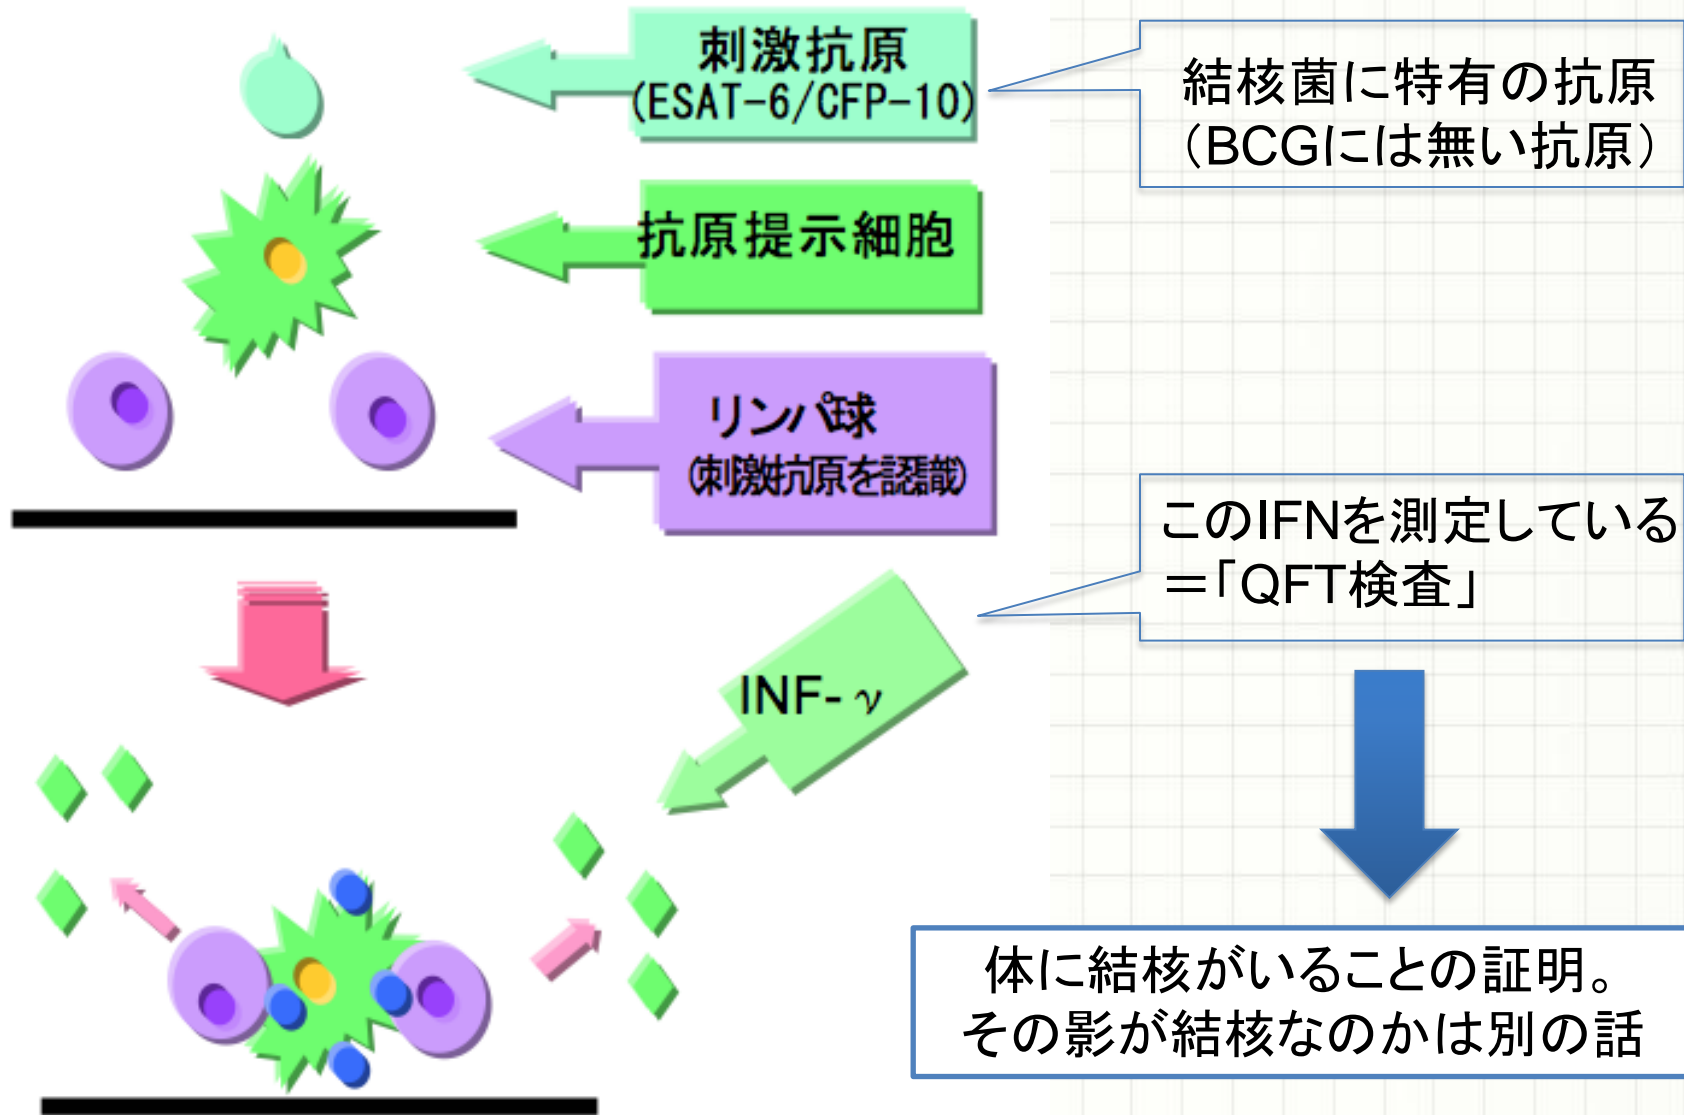 刺激抗原
(ESAT-6/CFP-10)
結核菌に特有の抗原
（BCGには無い抗原）
抗原提示細胞
リンパ球
(刺激抗原を認識)
このIFNを測定している
＝「QFT検査」
INF-γ
体に結核がいることの証明。
その影が結核なのかは別の話